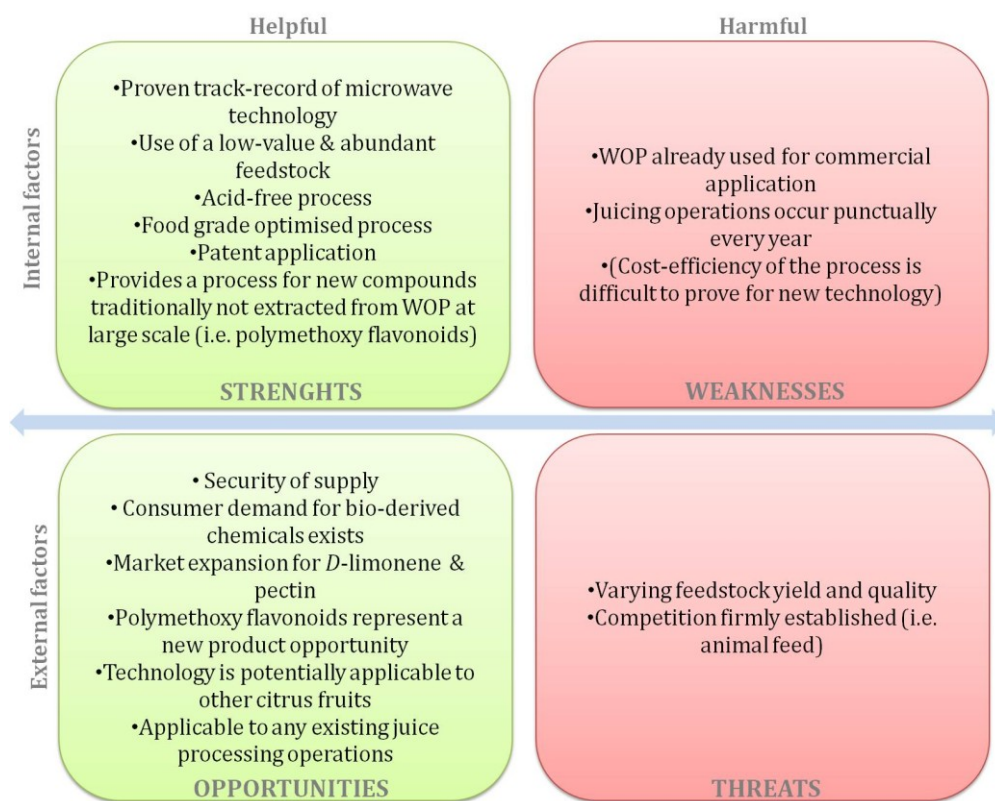 Helpful
Harmful
Internal factors
•Proven track-record of microwave
technology
•Use of a low-value & abundant
feedstock
•Acid-free process
•Food grade optimised process
•Patent application
•Provides a process for new compounds
traditionally not extracted from WOP at
large scale (i.e. polymethoxy flavonoids)
STRENGHTS
•WOP already used for commercial
application
•Juicing operations occur punctually
every year
•(Cost-efficiency of the process is
difficult to prove for new technology)
WEAKNESSES
External factors
• Security of supply
• Consumer demand for bio-derived
chemicals exists
•Market expansion for D-limonene &
pectin
•Polymethoxy flavonoids represent a
new product opportunity
•Technology is potentially applicable to
other citrus fruits
•Applicable to any existing juice
processing operations
OPPORTUNITIES
•Varying feedstock yield and quality
•Competition firmly established (i.e.
animal feed)
THREATS